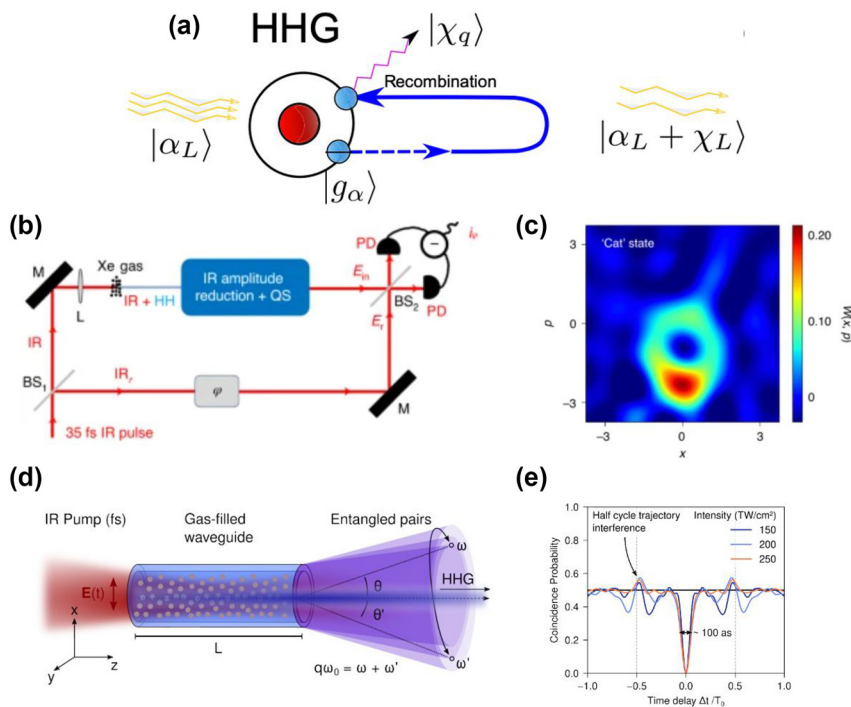 (a)
HHG
|χq⟩
Recombination
|αL⟩
|gα⟩
|αL + χL⟩
(b)
M
Xe gas
L
IR + HH
IR amplitude
reduction + QS
Ein
PD
−
iν
BS2
PD
Er
IR
BS1
IRr
φ
M
35 fs IR pulse
(c)
'Cat' state
p
3
0
−3
−3
0
3
x
0.20
0.10
0
W(x, p)
(d)
IR Pump (fs)
Gas-filled
waveguide
Entangled pairs
E(t)
x
y
z
L
θ
θ'
ω
HHG
ω'
qω0 = ω + ω'
(e)
Coincidence Probability
1.0
0.8
0.6
0.4
0.2
0.0
Half cycle trajectory
interference
Intensity (TW/cm²)
150
200
250
~ 100 as
-1.0
-0.5
0.0
0.5
1.0
Time delay Δt /T0